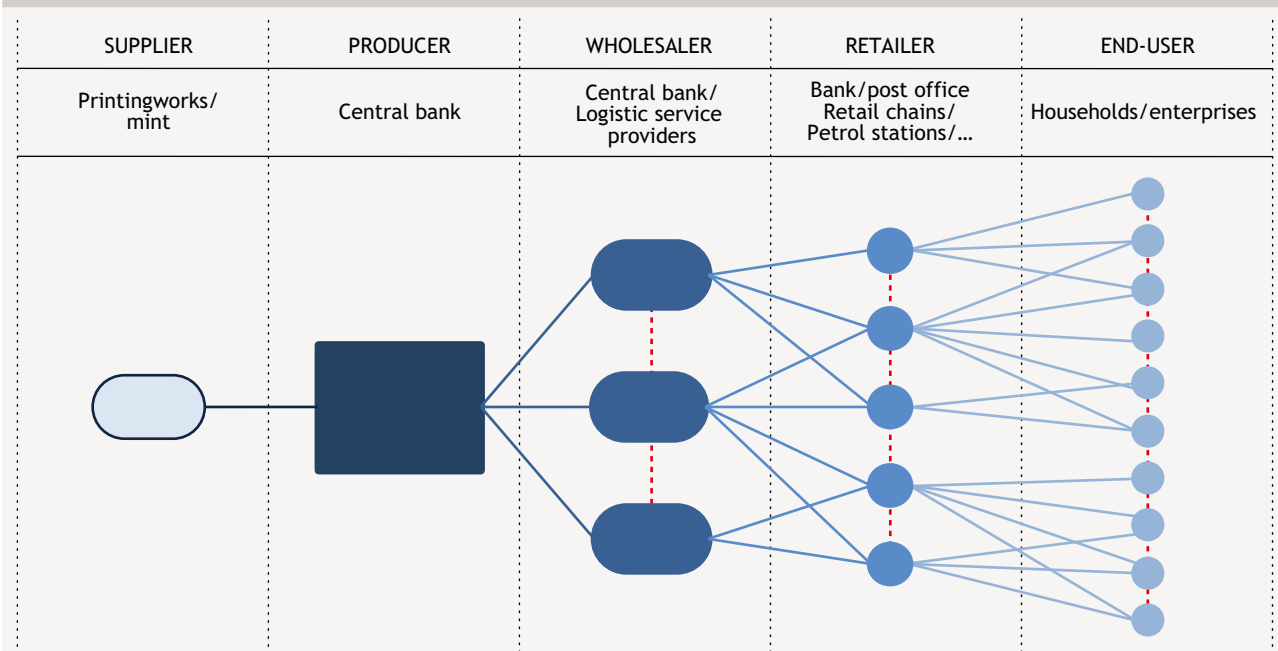 SUPPLIER
PRODUCER
WHOLESALER
RETAILER
END-USER
Printingworks/
mint
Central bank
Central bank/
Logistic service
providers
Bank/post office
Retail chains/
Petrol stations/…
Households/enterprises